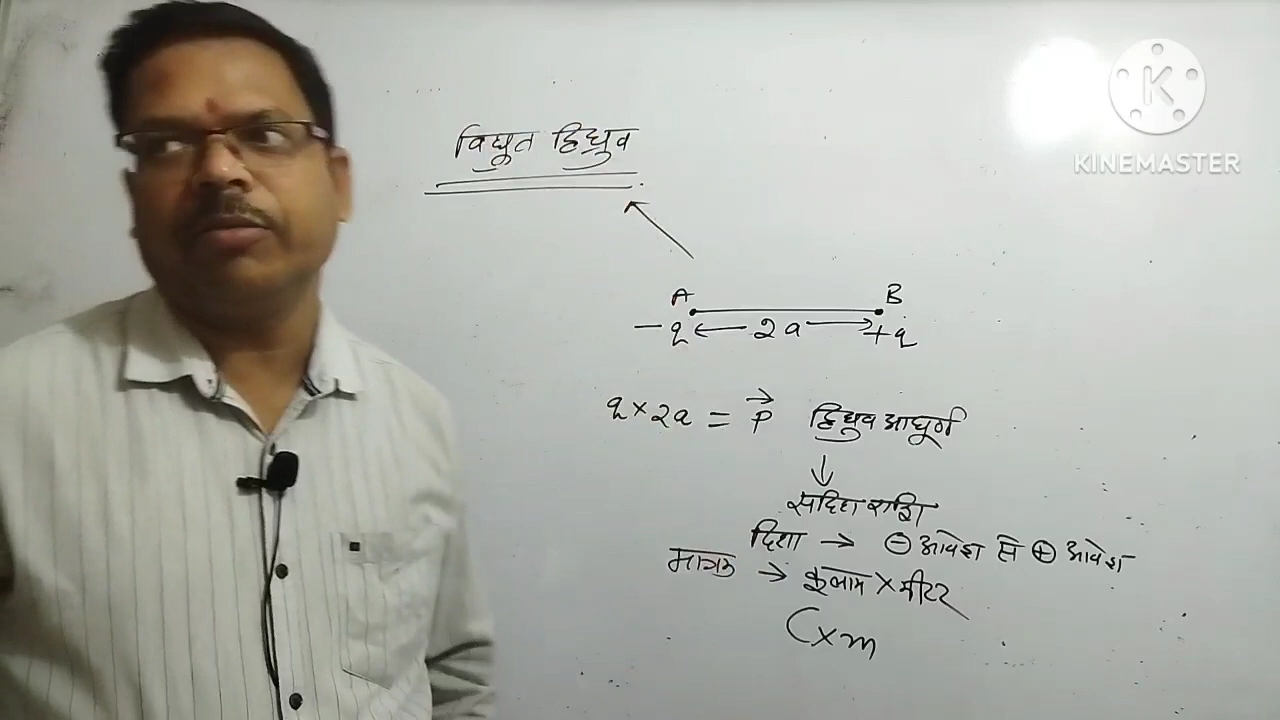 KINEMASTER
विद्युत द्विध्रुव
A B
- q ← 2a → +q
q × 2a = P⃗ द्विध्रुव आघूर्ण
↓
सदिश राशि
दिशा → ⊖ आवेश से ⊕ आवेश
मात्रक → कूलाम × मीटर
C x m